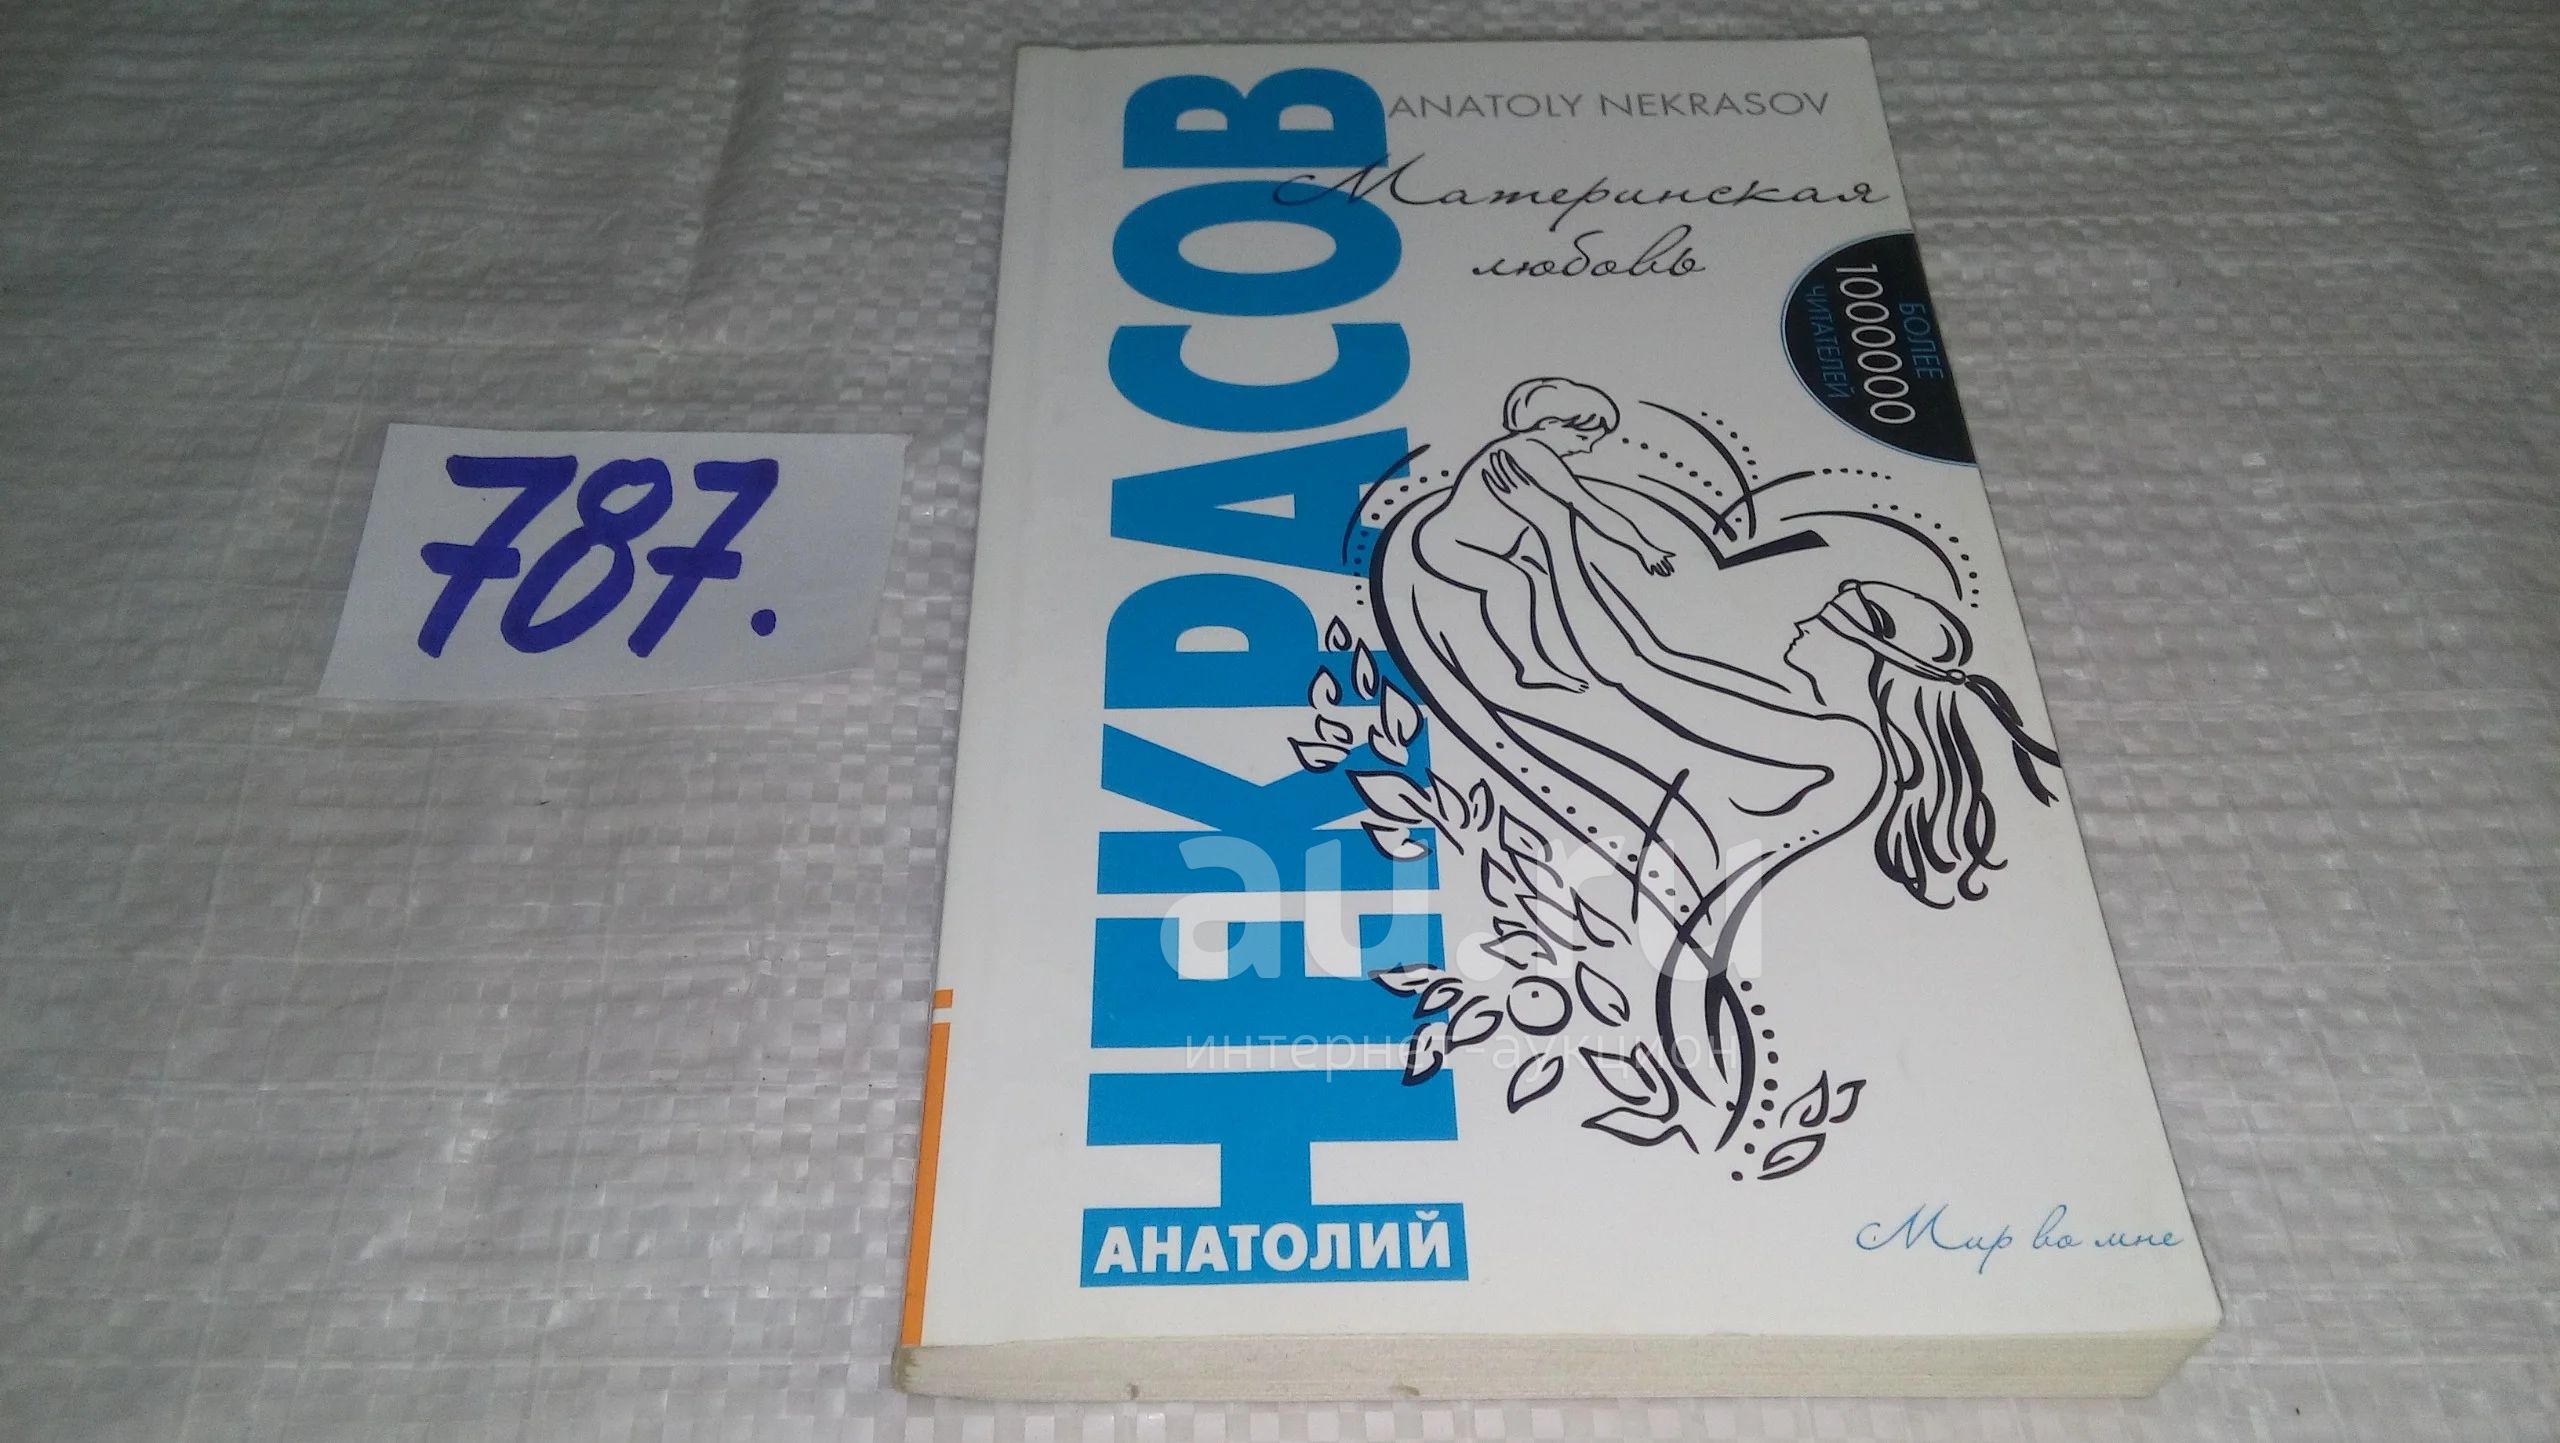 787.
ANATOLY NEKRASOV
Материнская
любовь
БОЛЕЕ
1000000
ЧИТАТЕЛЕЙ
НЕКРАСОВ
АНАТОЛИЙ
Мир во мне
au.ru
интернет-аукцион